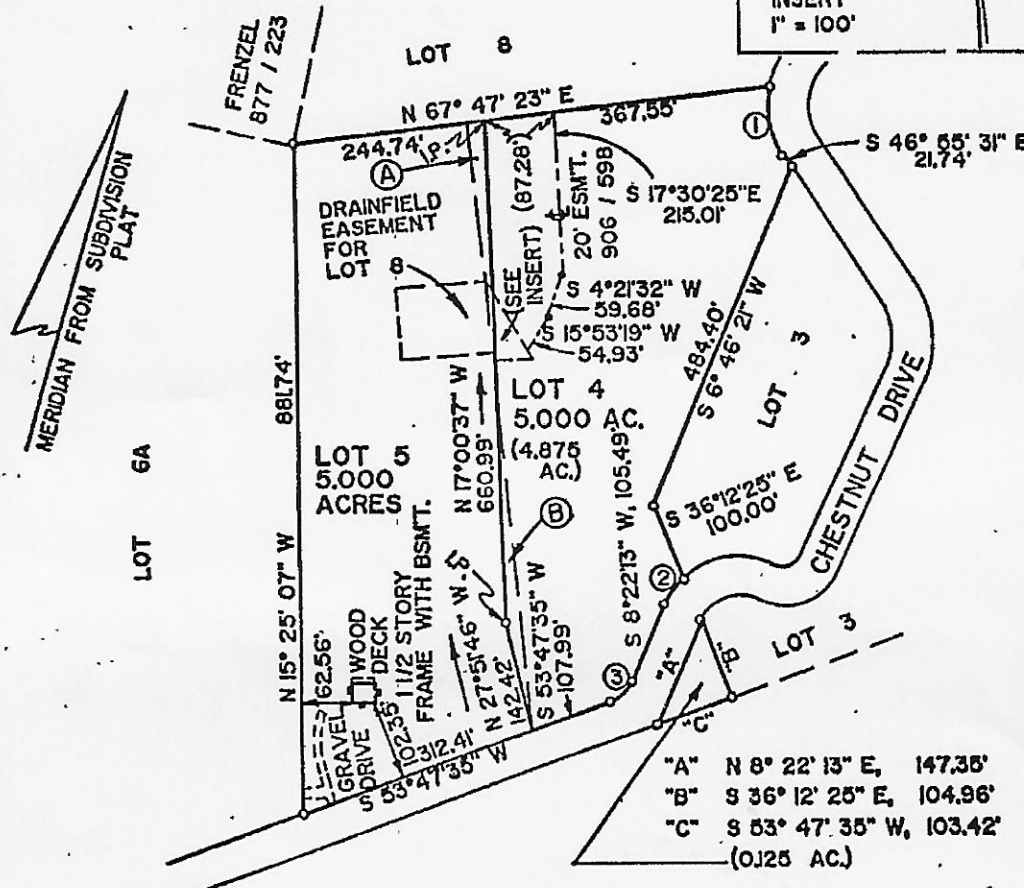 INSERT
1" = 100'
FRENZEL
877 / 223
LOT 8
N 67° 47' 23" E
244.74'
367.55'
1
S 46° 55' 31" E
21.74'
A
(87.28')
S 17°30'25"E
215.01'
20' ESM'T.
906 / 598
DRAINFIELD
EASEMENT
FOR
LOT 8
(SEE
INSERT)
MERIDIAN FROM SUBDIVISION
PLAT
S 4°21'32" W
59.68'
S 15°53'19" W
54.93'
484.40'
S 6° 46' 21" W
LOT 3
CHESTNUT DRIVE
881.74'
N 15° 25' 07" W
LOT 6A
LOT 5
5.000
ACRES
N 17°00'37" W
660.99'
LOT 4
5.000 AC.
(4.875
AC.)
B
S 8°22'13" W, 105.49'
S 36°12'25" E
100.00'
2
3
162.56'
WOOD
DECK
1 1/2 STORY
FRAME WITH BSM'T.
GRAVEL
DRIVE
102.35'
N 27°51'46" W
142.42'
S 53°47'35" W
107.99'
312.41'
S 53°47'35" W
"A"
"B"
"C"
LOT 3
"A" N 8° 22' 13" E, 147.35'
"B" S 36° 12' 25" E, 104.96'
"C" S 53° 47' 35" W, 103.42'
(0.125 AC.)